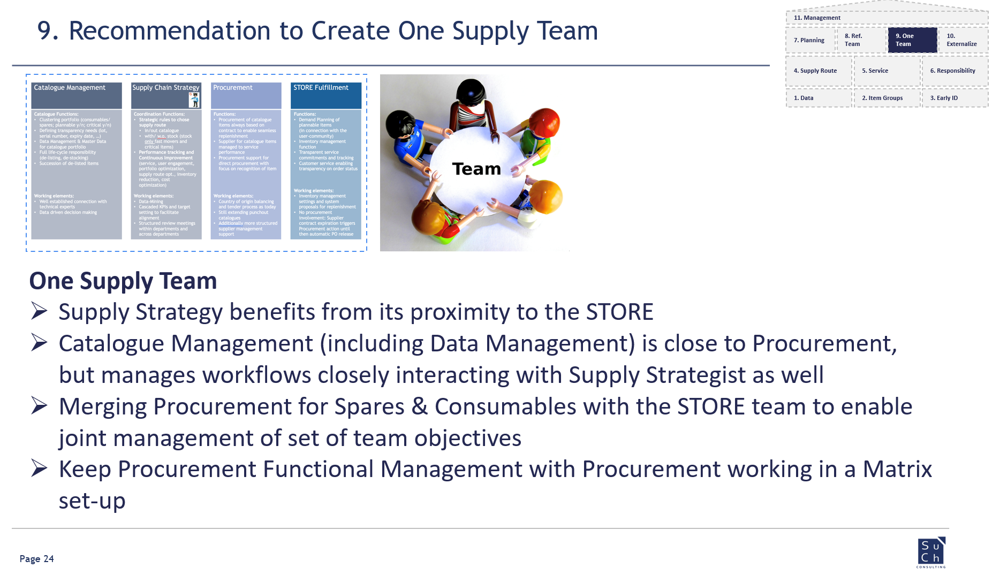 9. Recommendation to Create One Supply Team
11. Management
7. Planning
8. Ref.
Team
9. One
Team
10.
Externalize
4. Supply Route
5. Service
6. Responsibility
1. Data
2. Item Groups
3. Early ID
Catalogue Management
Catalogue Functions:
• Clustering portfolio (consumables/
spares; plannable y/n; critical y/n)
• Defining transparency needs (lot,
serial number, expiry date, …)
• Data Management & Master Data
for catalogue portfolio
• Full life-cycle responsibility
(de-listing, de-stocking)
• Succession of de-listed items
Working elements:
• Well established connection with
technical experts
• Data driven decision making
Supply Chain Strategy
Coordination Functions:
• Strategic rules to chose
supply route
• in/out catalogue
• with/ w.o. stock (stock
only fast movers and
critical items)
• Performance tracking and
Continuous Improvement
(service, user engagement,
portfolio optimization,
supply route opt., inventory
reduction, cost
optimization)
Working elements:
• Data-Mining
• Cascaded KPIs and target
setting to facilitate
alignment
• Structured review meetings
within departments and
across departments
Procurement
Functions:
• Procurement of catalogue
items always based on
contract to enable seamless
replenishment
• Supplier for catalogue items
managed to service
performance
• Procurement support for
direct procurement with
focus on recognition of item
Working elements:
• Country of origin balancing
and tender process as today
• Still extending punchout
catalogues
• Additionally more structured
supplier management
support
STORE Fulfillment
Functions:
• Demand Planning of
plannable items
(in connection with the
user-community)
• Inventory management
function
• Transparent service
commitments and tracking
• Customer service enabling
transparency on order status
Working elements:
• Inventory management
settings and system
proposals for replenishment
• No procurement
involvement: Supplier
contract expiration triggers
Procurement action until
then automatic PO release
Team
One Supply Team
➢ Supply Strategy benefits from its proximity to the STORE
➢ Catalogue Management (including Data Management) is close to Procurement,
but manages workflows closely interacting with Supply Strategist as well
➢ Merging Procurement for Spares & Consumables with the STORE team to enable
joint management of set of team objectives
➢ Keep Procurement Functional Management with Procurement working in a Matrix
set-up
Page 24
Su
Ch
CONSULTING